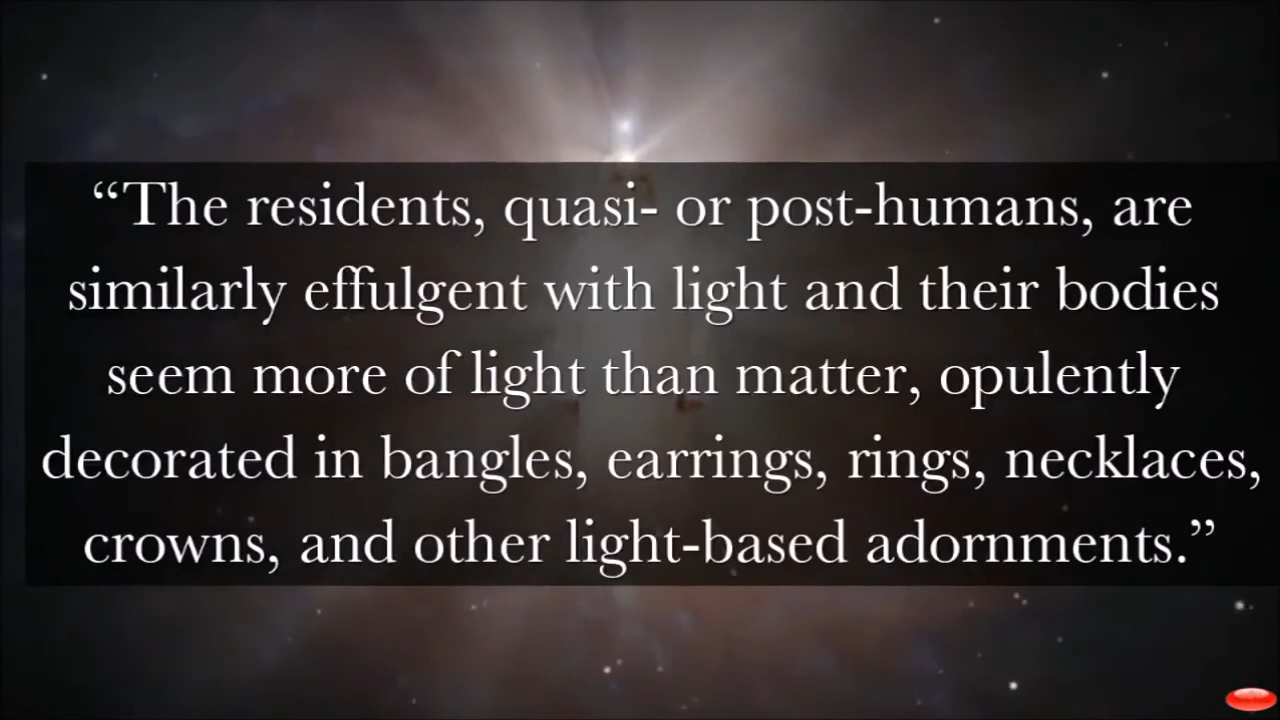 “The residents, quasi- or post-humans, are
similarly effulgent with light and their bodies
seem more of light than matter, opulently
decorated in bangles, earrings, rings, necklaces,
crowns, and other light-based adornments.”